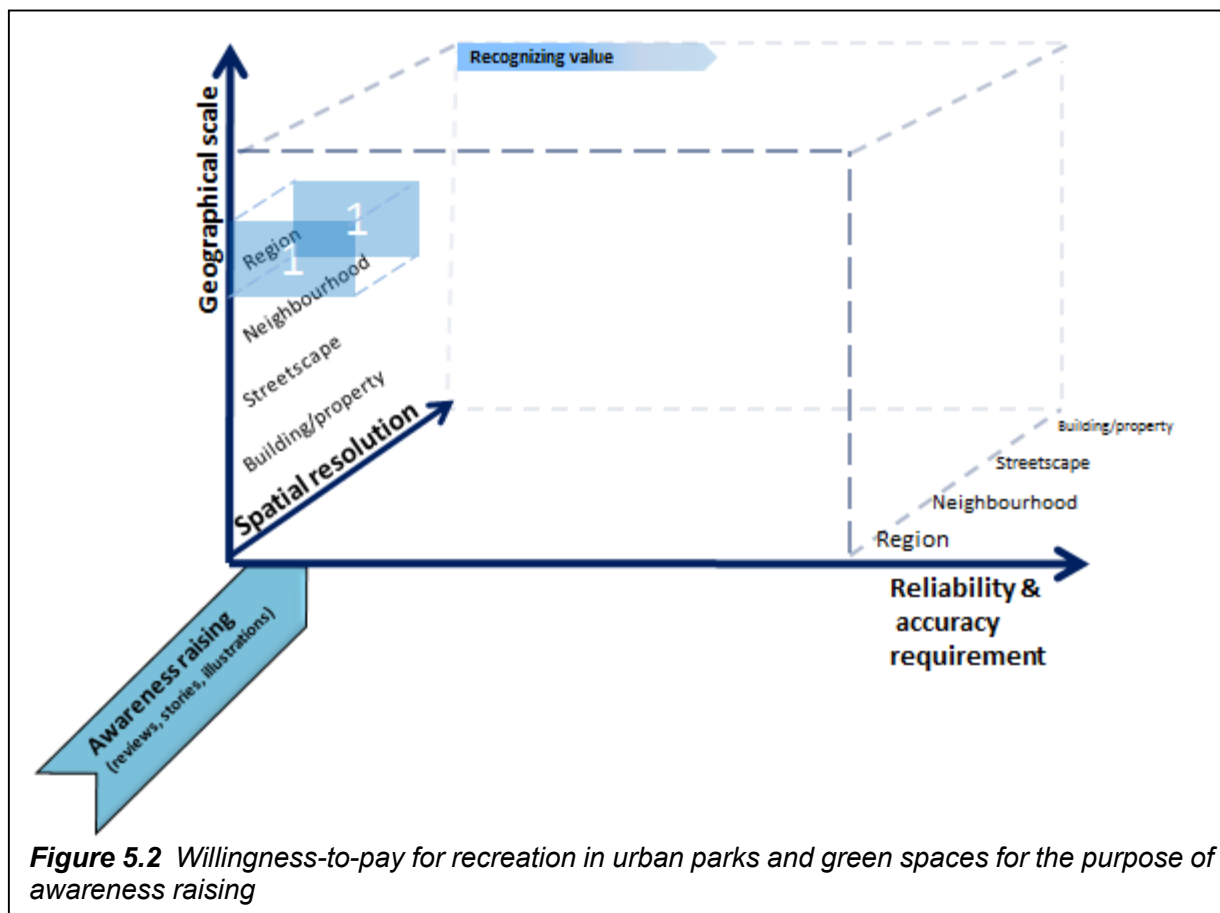 Recognizing value
Geographical scale
1
1
Region
Neighbourhood
Streetscape
Building/property
Spatial resolution
Building/property
Streetscape
Neighbourhood
Region
Reliability &
accuracy
requirement
Awareness raising
(reviews, stories, illustrations)
Figure 5.2 Willingness-to-pay for recreation in urban parks and green spaces for the purpose of
awareness raising